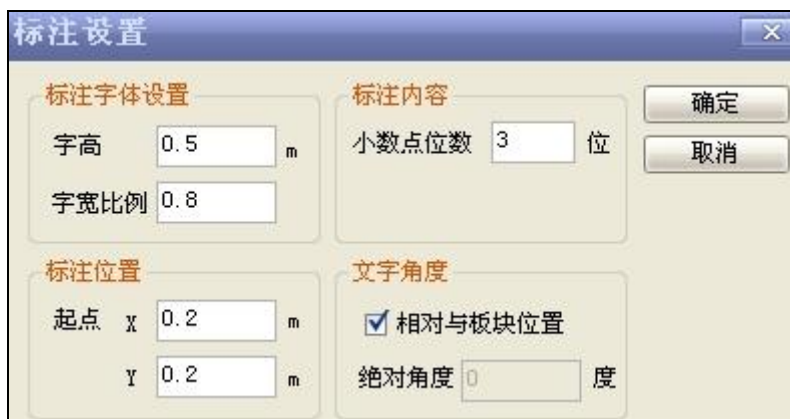 标注设置
标注字体设置
字高 0.5 m
字宽比例 0.8
标注内容
小数点位数 3 位
确定
取消
标注位置
起点 X 0.2 m
Y 0.2 m
文字角度
相对与板块位置
绝对角度 0 度